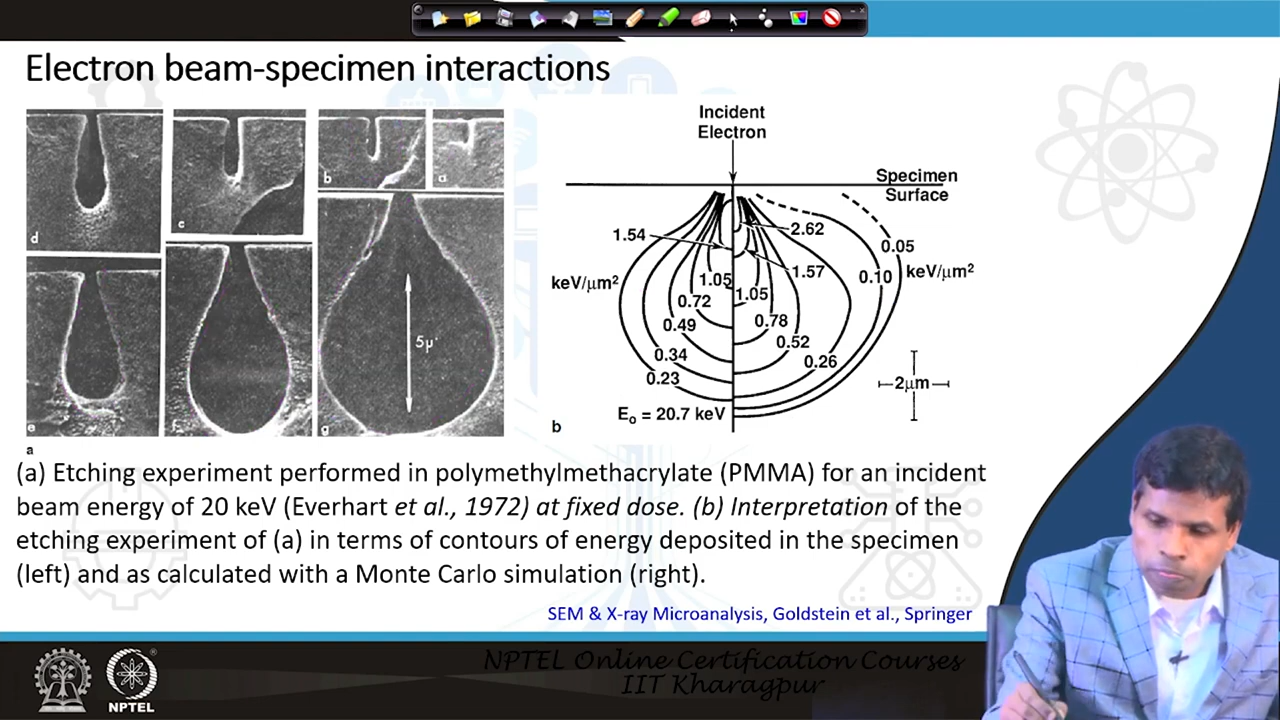 Electron beam-specimen interactions
d
c
b
a
e
f
g
5µ
a
Incident
Electron
Specimen
Surface
1.54
2.62
0.05
1.57
0.10
keV/µm²
keV/µm²
1.05
1.05
0.72
0.78
0.49
0.52
0.34
0.26
0.23
2µm
E₀ = 20.7 keV
b
(a) Etching experiment performed in polymethylmethacrylate (PMMA) for an incident
beam energy of 20 keV (Everhart et al., 1972) at fixed dose. (b) Interpretation of the
etching experiment of (a) in terms of contours of energy deposited in the specimen
(left) and as calculated with a Monte Carlo simulation (right).
SEM & X-ray Microanalysis, Goldstein et al., Springer
NPTEL Online Certification Courses
IIT Kharagpur
NPTEL